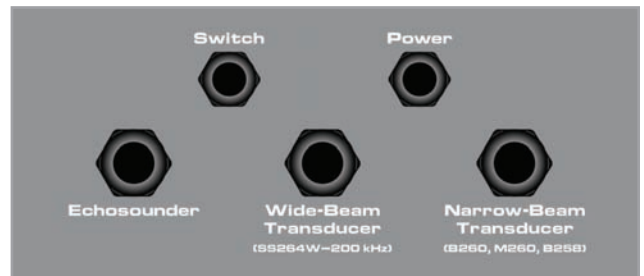 Switch
Power
Echosounder
Wide-Beam
Transducer
(SS264W–200 kHz)
Narrow-Beam
Transducer
(B260, M260, B258)